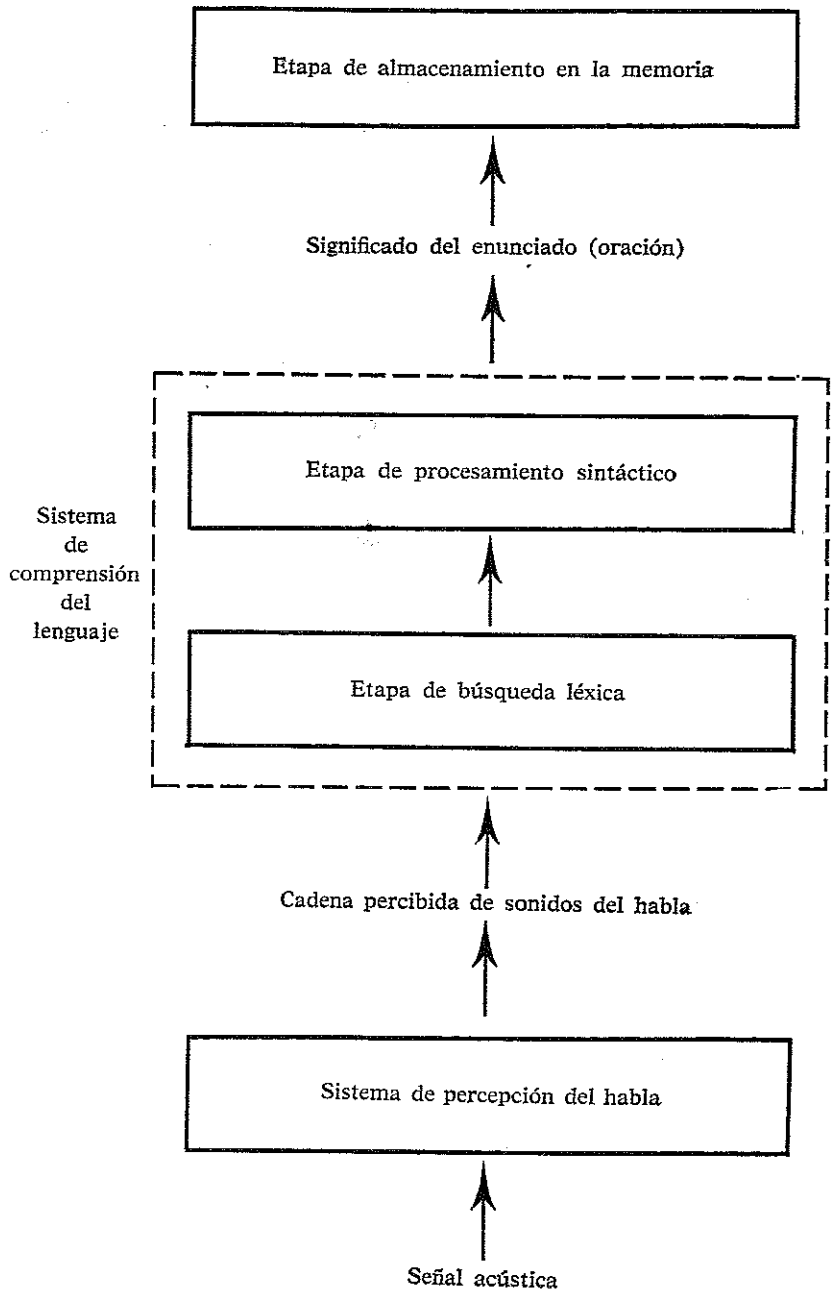 Etapa de almacenamiento en la memoria
Significado del enunciado (oración)
Etapa de procesamiento sintáctico
Sistema
de
comprensión
del
lenguaje
Etapa de búsqueda léxica
Cadena percibida de sonidos del habla
Sistema de percepción del habla
Señal acústica